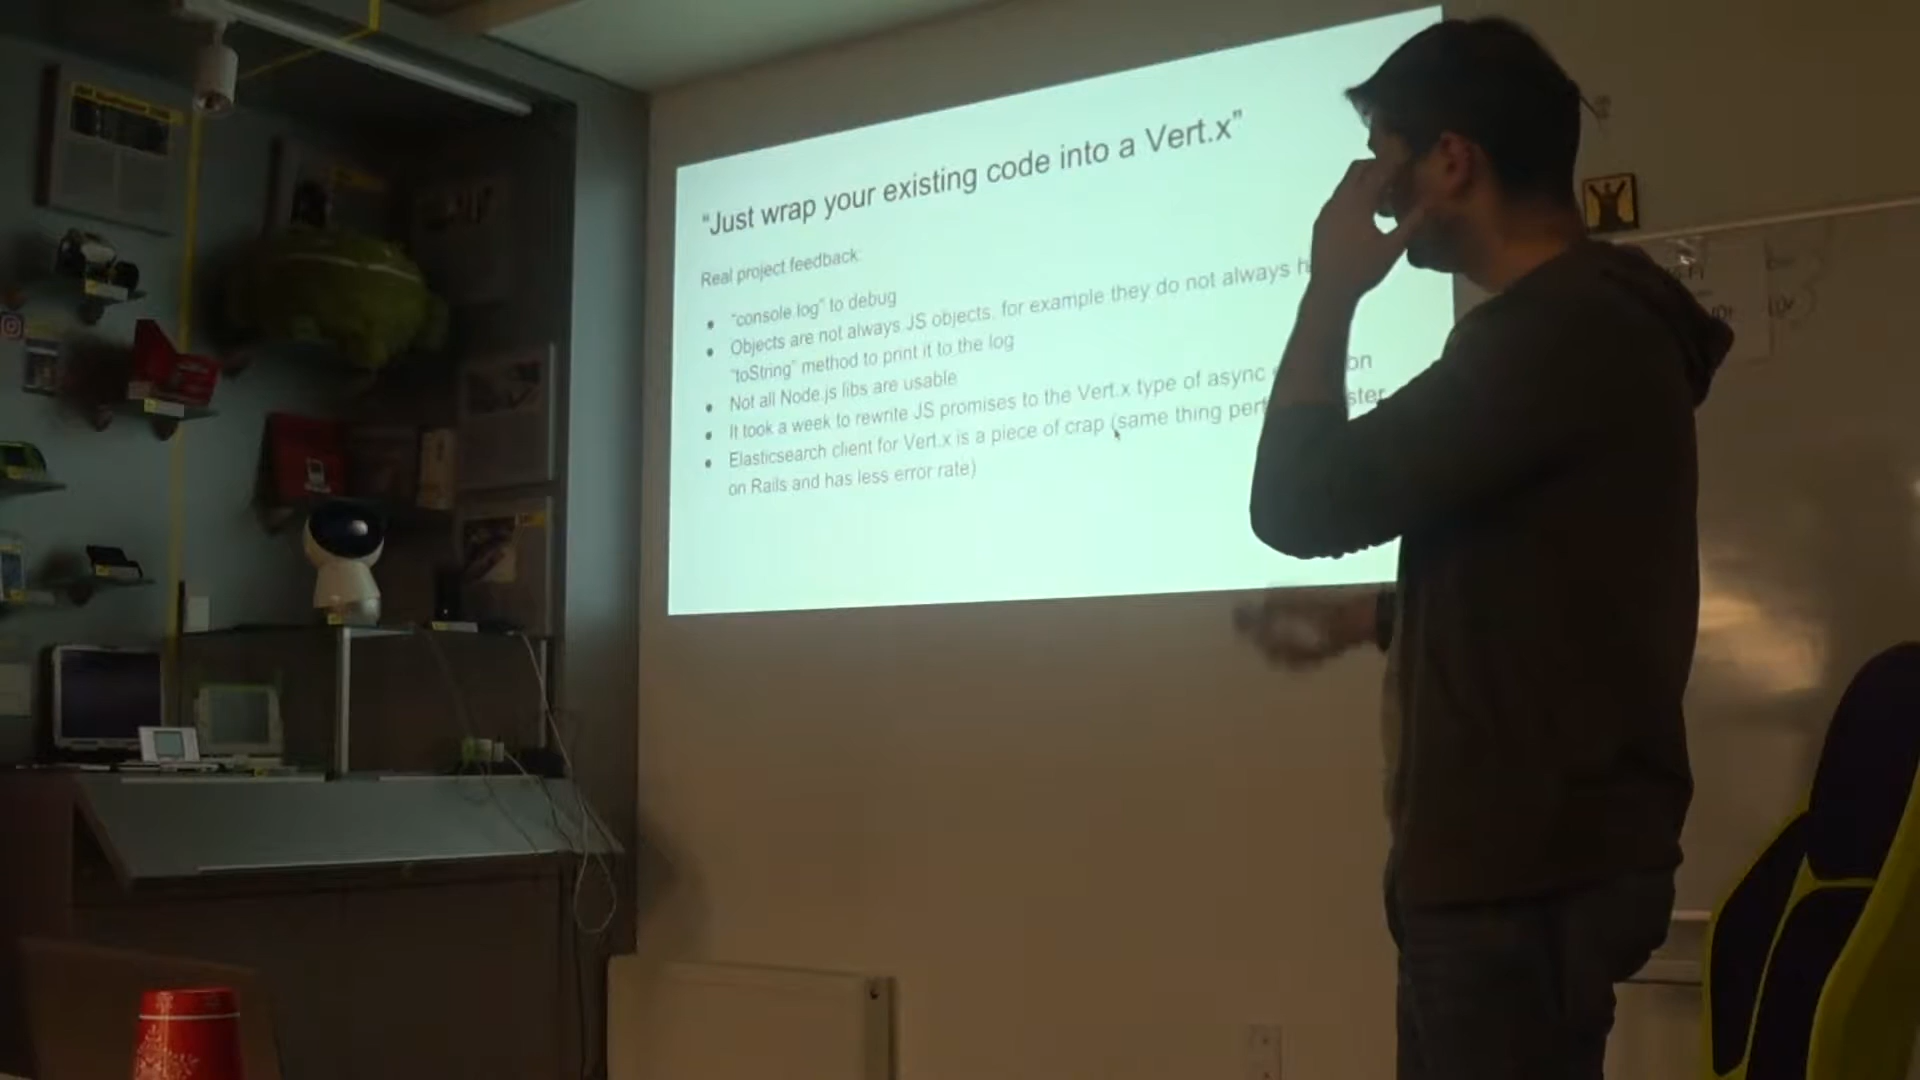 “Just wrap your existing code into a Vert.x”
Real project feedback:
“console.log” to debug
Objects are not always JS objects, for example they do not always
“toString” method to print it to the log
Not all Node.js libs are usable
It took a week to rewrite JS promises to the Vert.x type of async
Elasticsearch client for Vert.x is a piece of crap (same thing
on Rails and has less error rate)